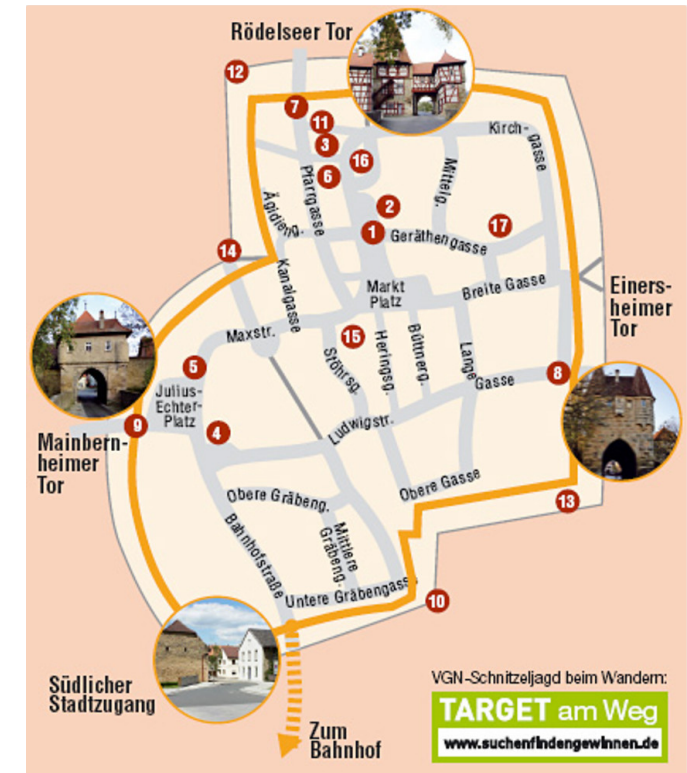 Rödelseer Tor
12
7
11
3
16
6
Kirch-
gasse
Mittelg.
Pfarrgasse
Ägidieng.
2
1
17
Geräthengasse
14
Kanalgasse
Markt
Platz
Breite Gasse
Einers-
heimer
Tor
Maxstr.
15
Stöhrsg.
Heringsg.
Büttnerg.
Lange
Gasse
8
5
Julius-
Echter-
Platz
9
4
Mainbern-
heimer
Tor
Ludwigstr.
Obere Gasse
13
Obere Gräbeng.
Bahnhofstraße
Mittlere
Gräbeng.
Untere Gräbengasse
10
Südlicher
Stadtzugang
Zum
Bahnhof
VGN-Schnitzeljagd beim Wandern:
TARGET am Weg
www.suchenfindengewinnen.de